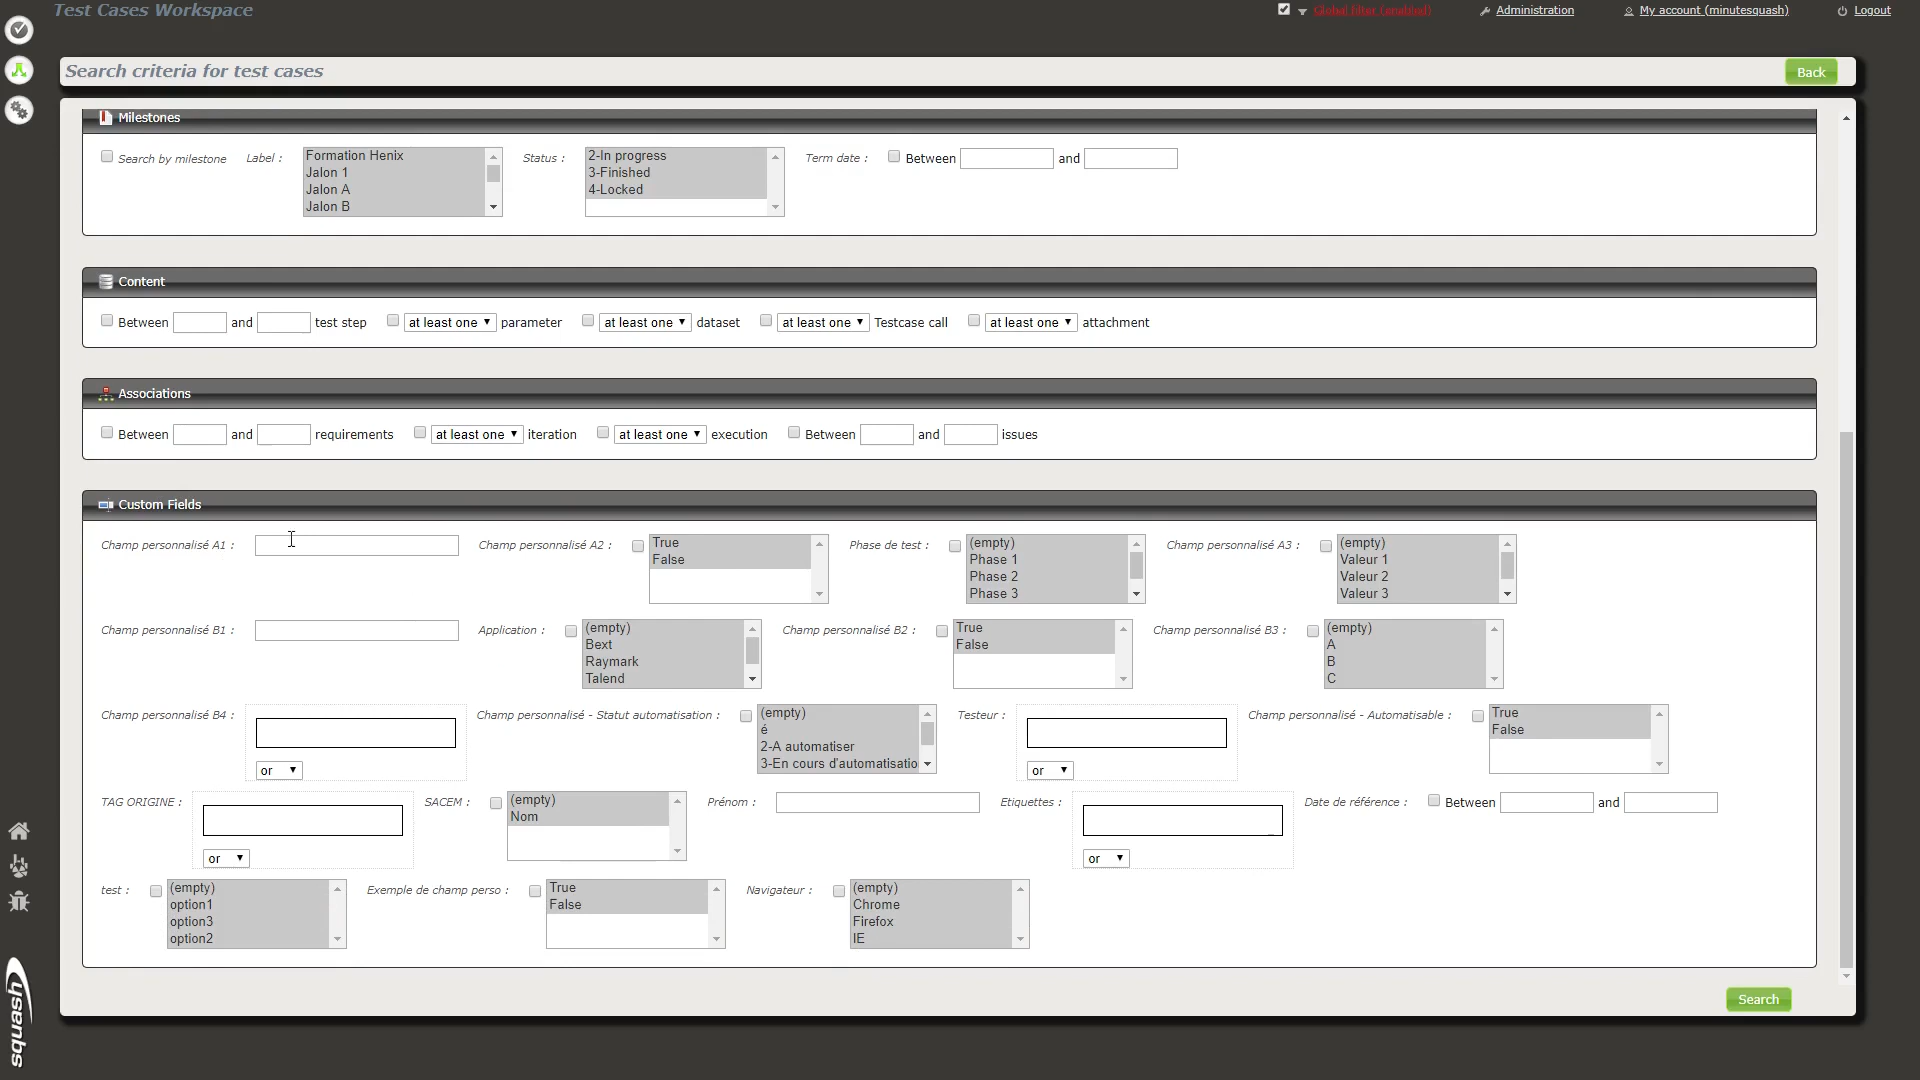 Test Cases Workspace
Global filter (enabled)
Administration
My account (minutesquash)
Logout
Search criteria for test cases
Back
Milestones
Search by milestone Label : Formation Henix Jalon 1 Jalon A Jalon B Status : 2-In progress 3-Finished 4-Locked Term date : Between and
Content
Between and test step at least one parameter at least one dataset at least one Testcase call at least one attachment
Associations
Between and requirements at least one iteration at least one execution Between and issues
Custom Fields
Champ personnalisé A1 : Champ personnalisé A2 : True False Phase de test : (empty) Phase 1 Phase 2 Phase 3 Champ personnalisé A3 : (empty) Valeur 1 Valeur 2 Valeur 3
Champ personnalisé B1 : Application : (empty) Bext Raymark Talend Champ personnalisé B2 : True False Champ personnalisé B3 : (empty) A B C
Champ personnalisé B4 : or Champ personnalisé - Statut automatisation : (empty) é 2-A automatiser 3-En cours d'automatisatio Testeur : or Champ personnalisé - Automatisable : True False
TAG ORIGINE : or SACEM : (empty) Nom Prénom : Etiquettes : or Date de référence : Between and
test : (empty) option1 option3 option2 Exemple de champ perso : True False Navigateur : (empty) Chrome Firefox IE
Search
squash